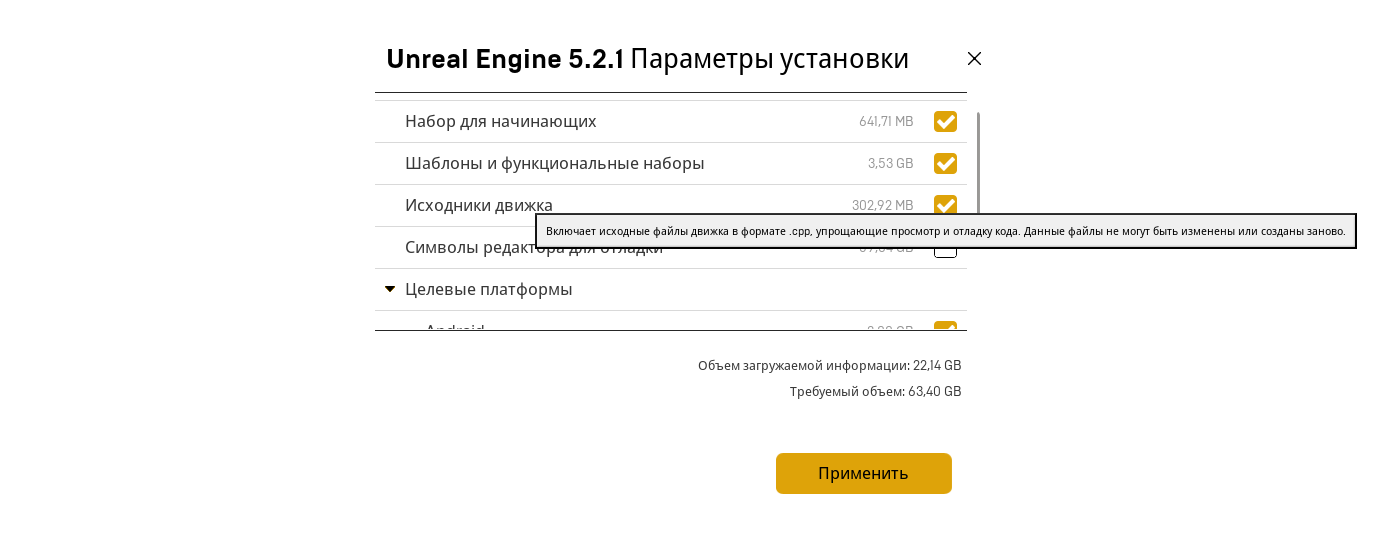 Unreal Engine 5.2.1 Параметры установки
Набор для начинающих 641,71 MB
Шаблоны и функциональные наборы 3,53 GB
Исходники движка 302,92 MB
Включает исходные файлы движка в формате .cpp, упрощающие просмотр и отладку кода. Данные файлы не могут быть изменены или созданы заново.
Символы редактора для отладки
Целевые платформы
Android
Объем загружаемой информации: 22,14 GB
Требуемый объем: 63,40 GB
Применить